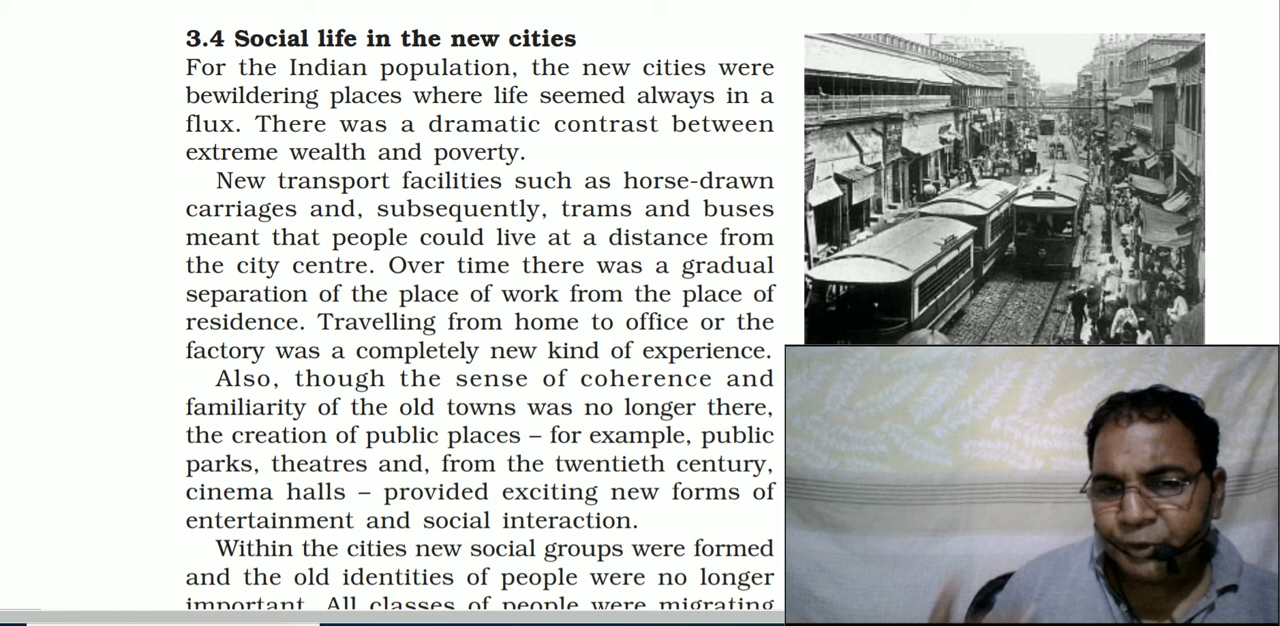 3.4 Social life in the new cities
For the Indian population, the new cities were
bewildering places where life seemed always in a
flux. There was a dramatic contrast between
extreme wealth and poverty.
New transport facilities such as horse-drawn
carriages and, subsequently, trams and buses
meant that people could live at a distance from
the city centre. Over time there was a gradual
separation of the place of work from the place of
residence. Travelling from home to office or the
factory was a completely new kind of experience.
Also, though the sense of coherence and
familiarity of the old towns was no longer there,
the creation of public places – for example, public
parks, theatres and, from the twentieth century,
cinema halls – provided exciting new forms of
entertainment and social interaction.
Within the cities new social groups were formed
and the old identities of people were no longer
important. All classes of people were migrating